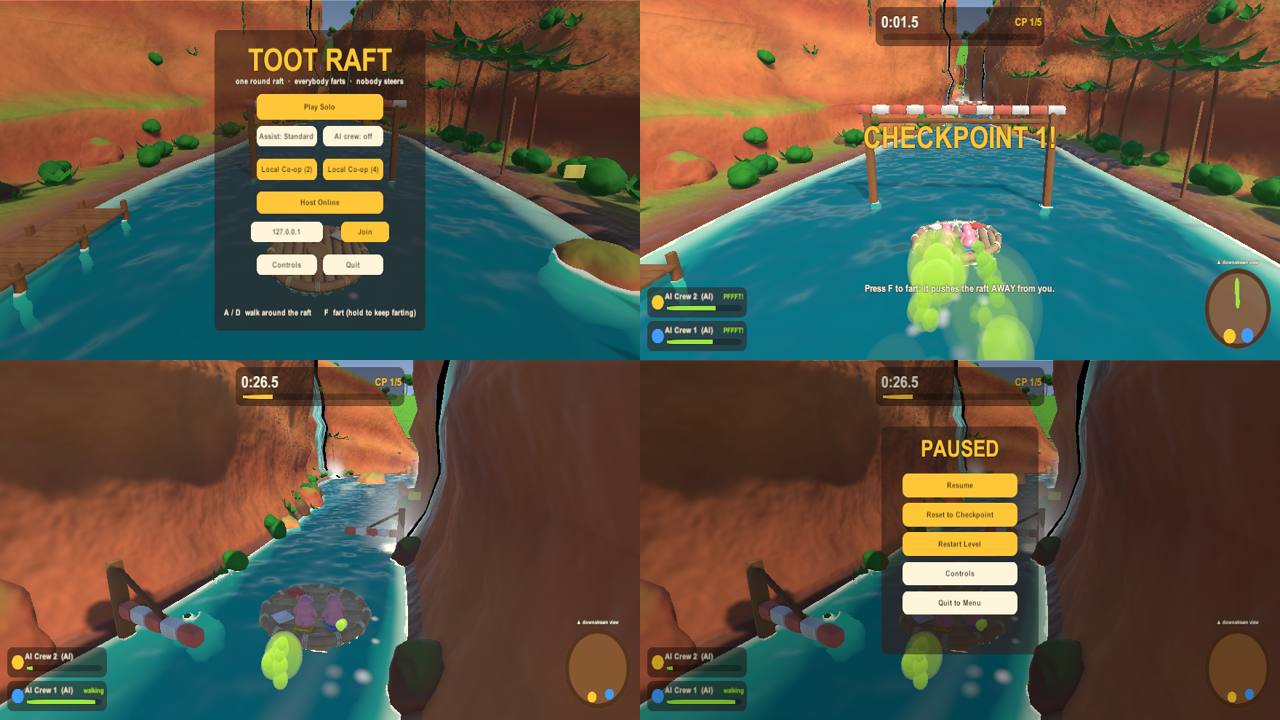 TOOT RAFT
one round raft · everybody farts · nobody steers
Play Solo
Assist: Standard
AI crew: off
Local Co-op (2)
Local Co-op (4)
Host Online
127.0.0.1
Join
Controls
Quit
A / D walk around the raft F fart (hold to keep farting)
0:01.5
CP 1/5
CHECKPOINT 1!
Press F to fart: it pushes the raft AWAY from you.
▲ downstream view
AI Crew 2 (AI) PFFFT!
AI Crew 1 (AI) PFFFT!
0:26.5
CP 1/5
▲ downstream view
AI Crew 2 (AI)
AI Crew 1 (AI) walking
0:26.5
CP 1/5
PAUSED
Resume
Reset to Checkpoint
Restart Level
Controls
Quit to Menu
▲ downstream view
AI Crew 2 (AI)
AI Crew 1 (AI) walking